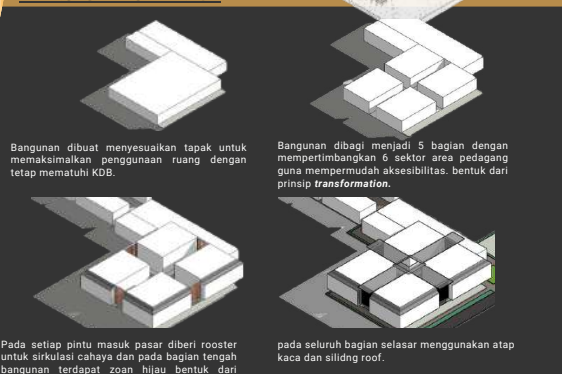 Bangunan dibuat menyesuaikan tapak untuk
memaksimalkan penggunaan ruang dengan
tetap mematuhi KDB.
Bangunan dibagi menjadi 5 bagian dengan
mempertimbangkan 6 sektor area pedagang
guna mempermudah aksesibilitas. bentuk dari
prinsip transformation.
Pada setiap pintu masuk pasar diberi rooster
untuk sirkulasi cahaya dan pada bagian tengah
bangunan terdapat zoan hijau bentuk dari
pada seluruh bagian selasar menggunakan atap
kaca dan silidng roof.